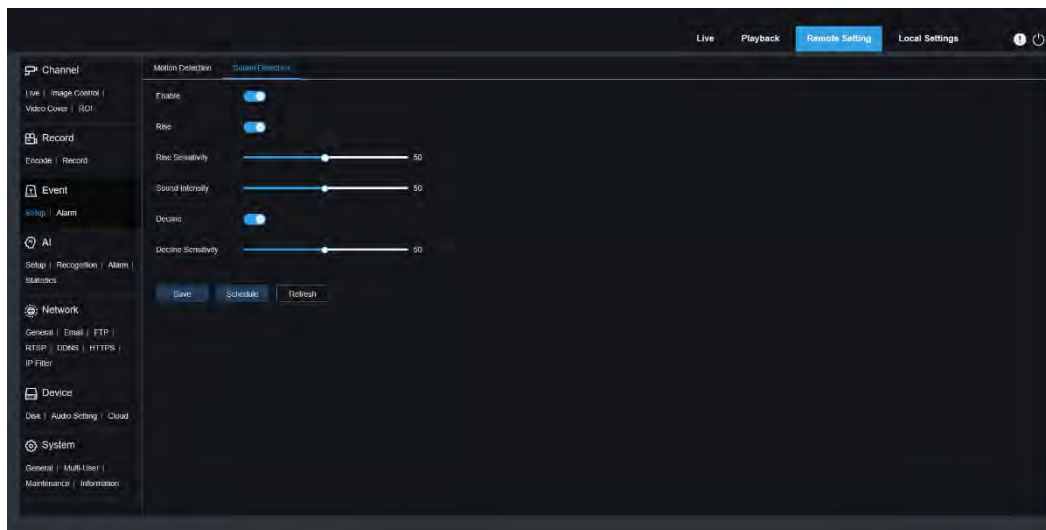 Live Playback Remote Setting Local Settings
Channel
Live | Image Control |
Video Cover | ROI
Record
Encode | Record
Event
Setup | Alarm
AI
Setup | Recognition | Alarm |
Statistics
Network
General | Email | FTP |
RTSP | DDNS | HTTPS |
IP Filter
Device
Disk | Audio Setting | Cloud
System
General | Multi-User |
Maintenance | Information
Motion Detection Sound Detection
Enable
Rise
Rise Sensitivity 50
Sound Intensity 50
Decline
Decline Sensitivity 50
Save Schedule Refresh